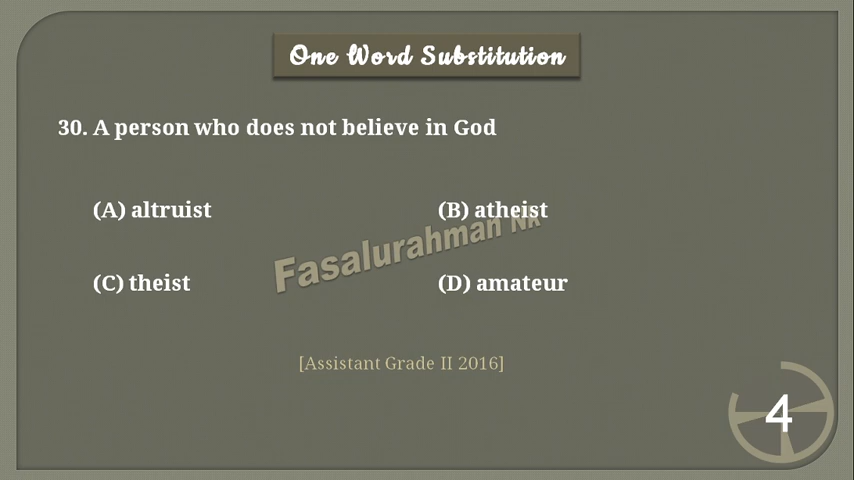 One Word Substitution
30. A person who does not believe in God
(A) altruist
(B) atheist
(C) theist
(D) amateur
Fasalurahman NK
[Assistant Grade II 2016]
4